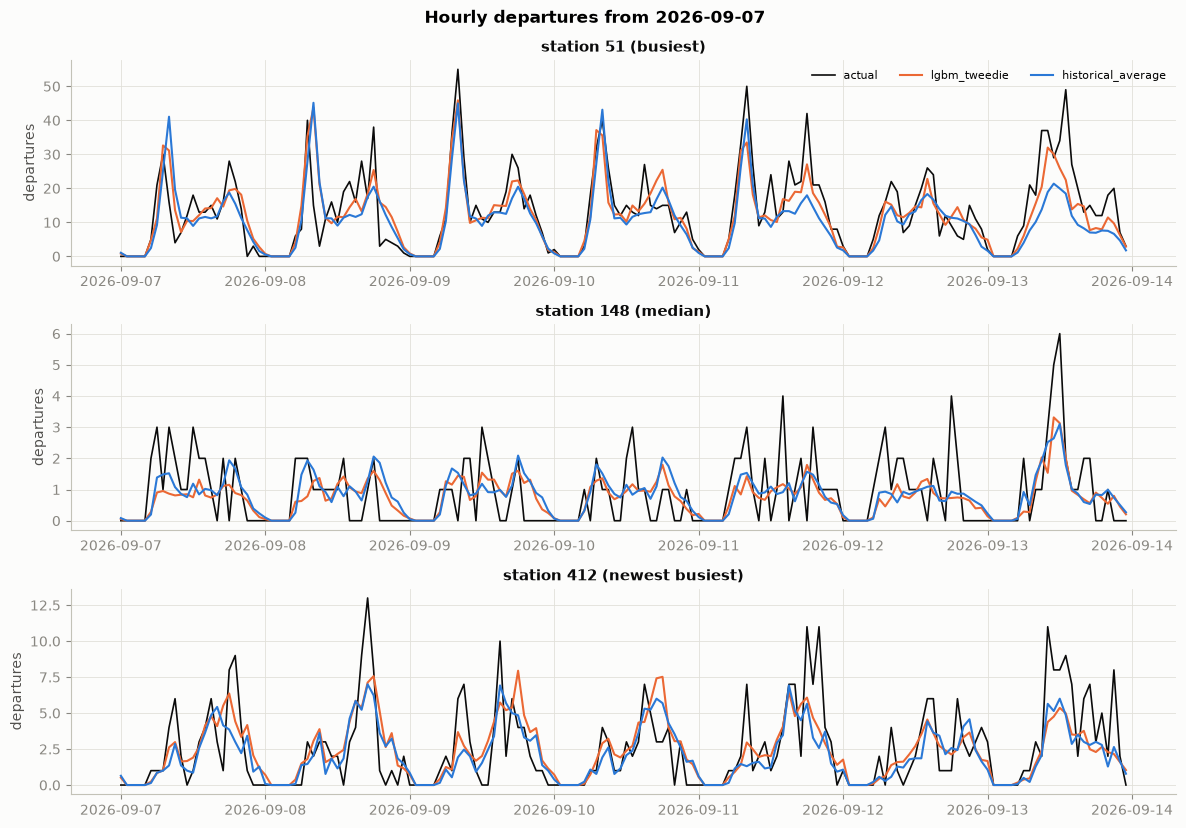 Hourly departures from 2026-09-07
station 51 (busiest)
actual
lgbm_tweedie
historical_average
departures
50
40
30
20
10
0
2026-09-07 2026-09-08 2026-09-09 2026-09-10 2026-09-11 2026-09-12 2026-09-13 2026-09-14
station 148 (median)
departures
6
5
4
3
2
1
0
2026-09-07 2026-09-08 2026-09-09 2026-09-10 2026-09-11 2026-09-12 2026-09-13 2026-09-14
station 412 (newest busiest)
departures
12.5
10.0
7.5
5.0
2.5
0.0
2026-09-07 2026-09-08 2026-09-09 2026-09-10 2026-09-11 2026-09-12 2026-09-13 2026-09-14